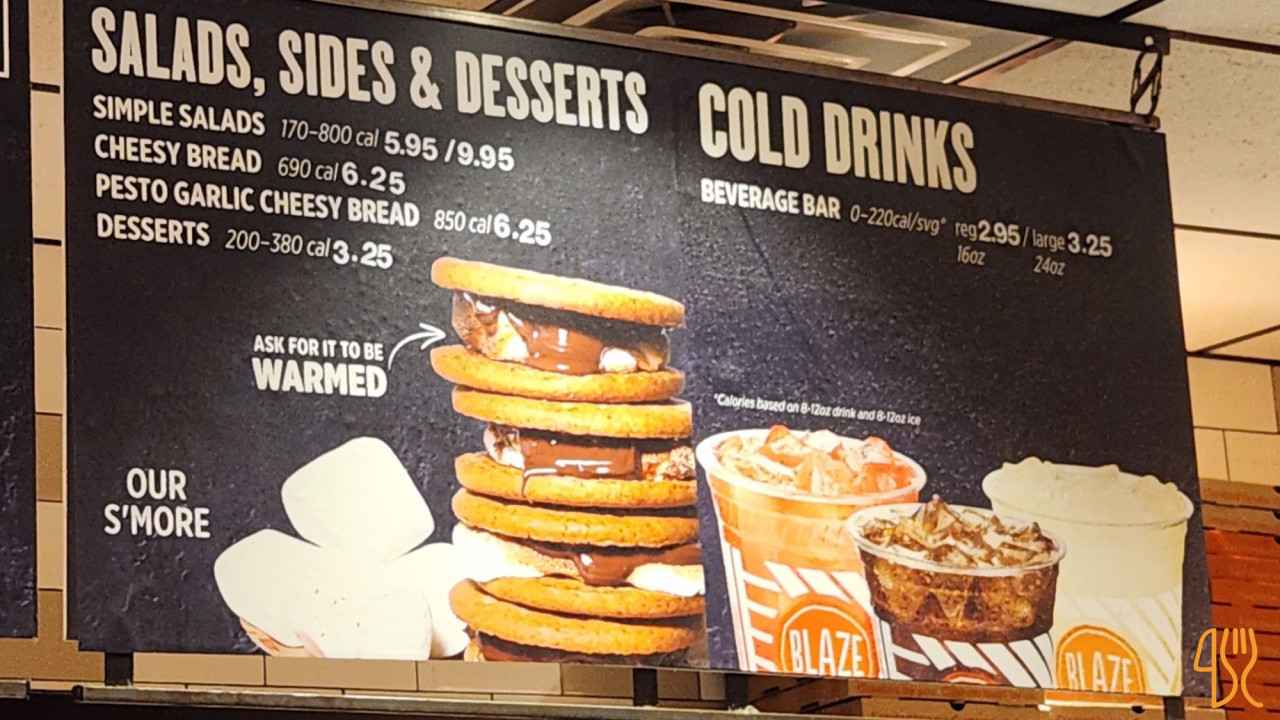 SALADS, SIDES & DESSERTS
SIMPLE SALADS 170-800 cal 5.95 / 9.95
CHEESY BREAD 690 cal 6.25
PESTO GARLIC CHEESY BREAD 850 cal 6.25
DESSERTS 200-380 cal 3.25
ASK FOR IT TO BE
WARMED
OUR
S'MORE
COLD DRINKS
BEVERAGE BAR 0-220cal/svg* reg 2.95 / large 3.25
16oz 24oz
*Calories based on 8-12oz drink and 8-12oz ice
BLAZE
BLAZE